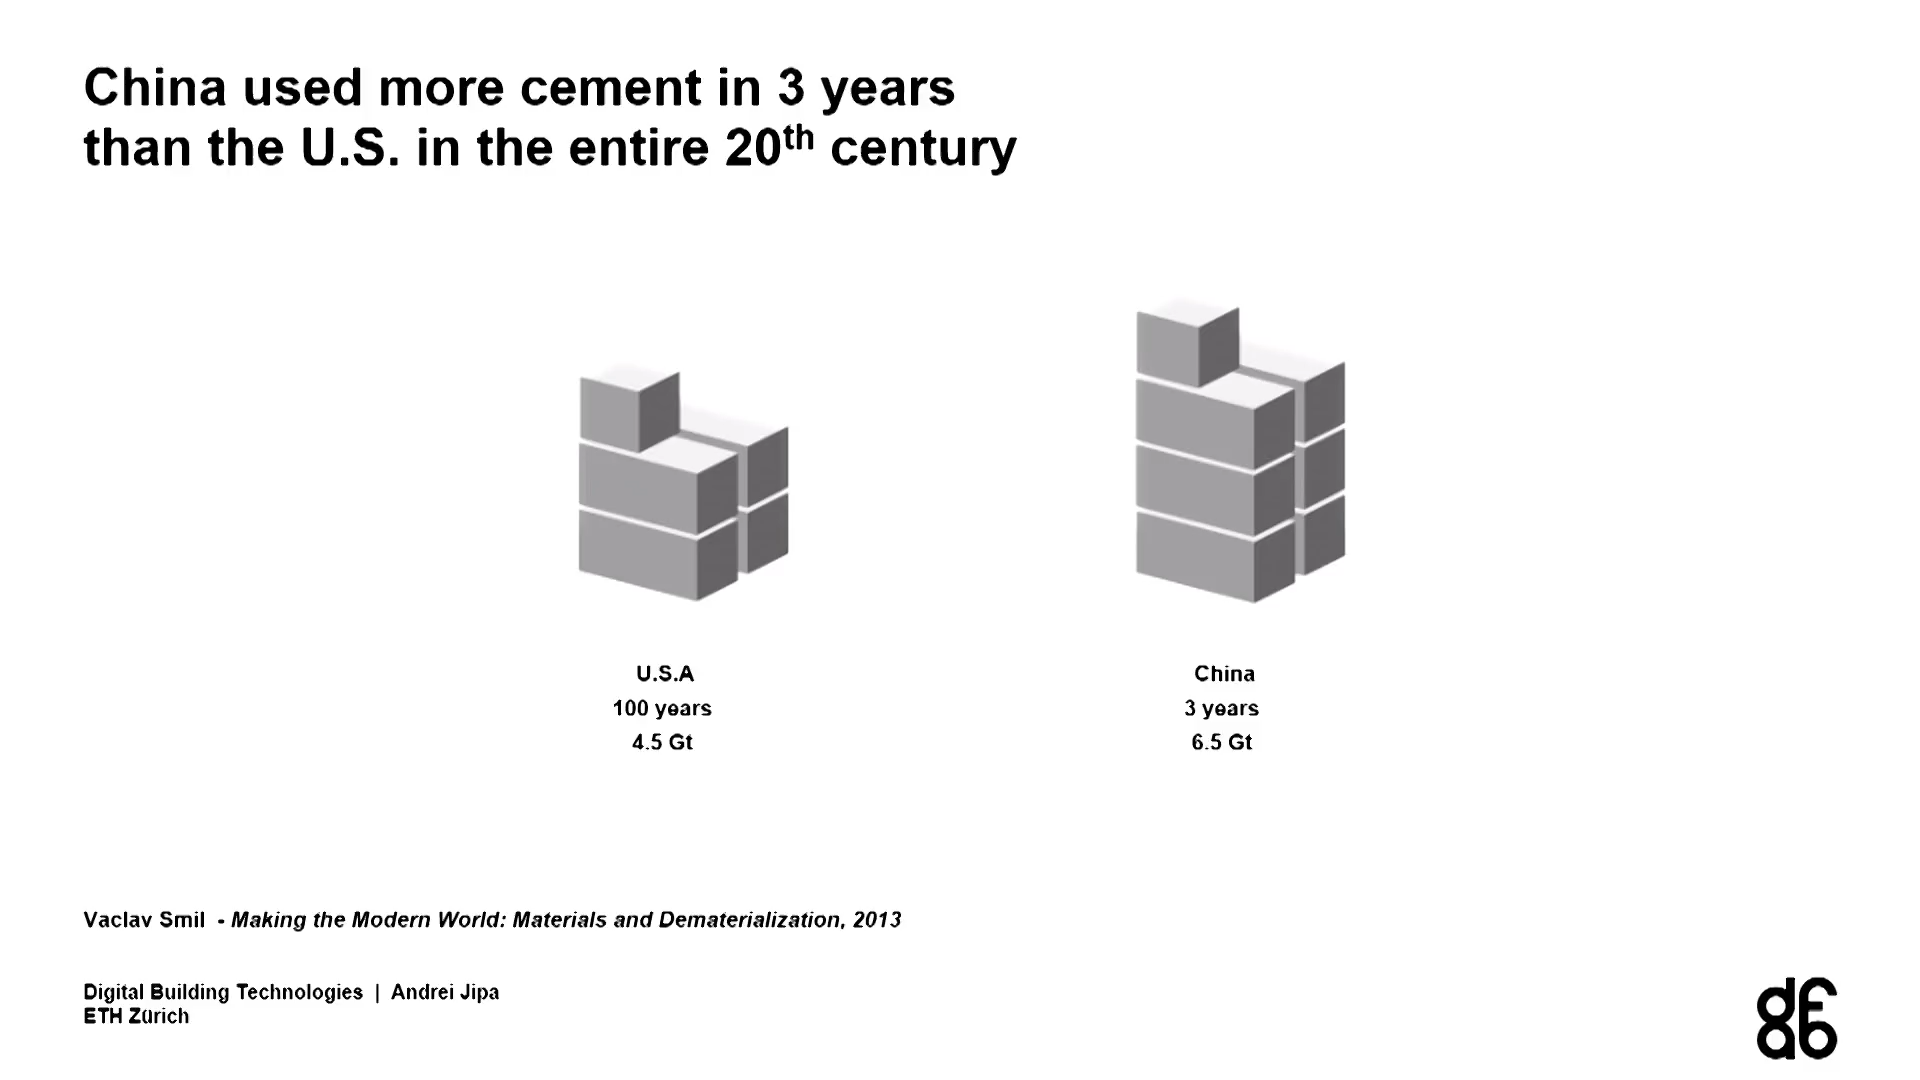 China used more cement in 3 years
than the U.S. in the entire 20th century
U.S.A
100 years
4.5 Gt
China
3 years
6.5 Gt
Vaclav Smil - Making the Modern World: Materials and Dematerialization, 2013
Digital Building Technologies | Andrei Jipa
ETH Zürich